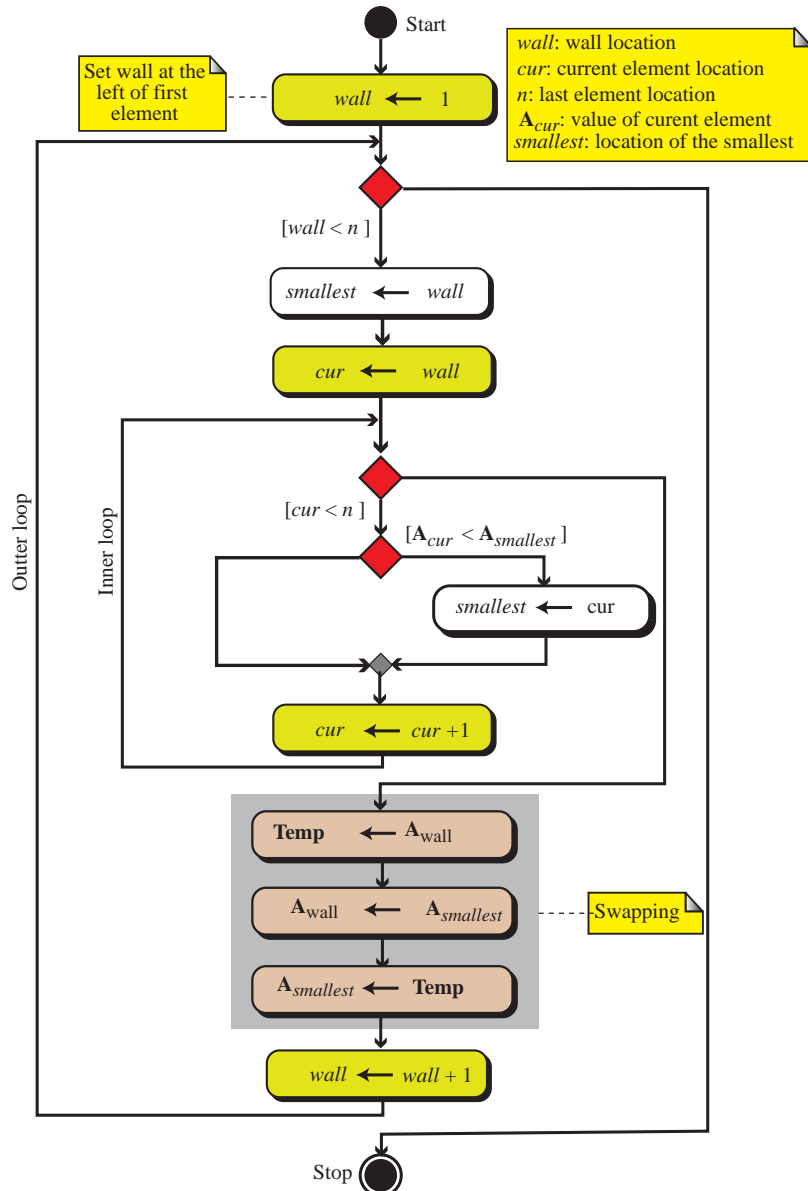 Start
Set wall at the
left of first
element
wall ← 1
wall: wall location
cur: current element location
n: last element location
Acur: value of curent element
smallest: location of the smallest
[wall < n ]
smallest ← wall
cur ← wall
Outter loop
Inner loop
[cur < n ]
[Acur < Asmallest ]
smallest ← cur
cur ← cur +1
Temp ← Awall
Awall ← Asmallest
Swapping
Asmallest ← Temp
wall ← wall + 1
Stop